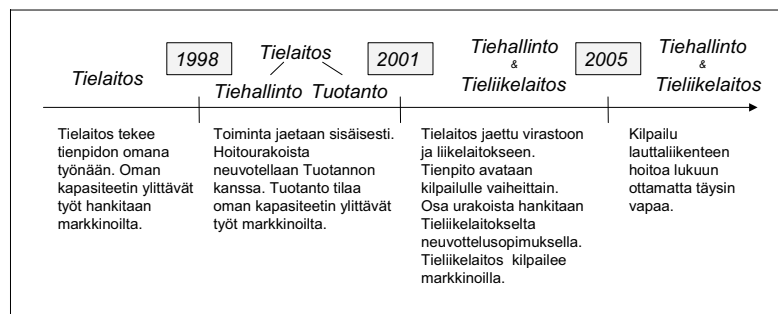 Tielaitos
1998
Tielaitos
Tiehallinto Tuotanto
2001
Tiehallinto
&
Tieliikelaitos
2005
Tiehallinto
&
Tieliikelaitos
Tielaitos tekee
tienpidon omana
työnään. Oman
kapasiteetin ylittävät
työt hankitaan
markkinoilta.
Toiminta jaetaan sisäisesti.
Hoitourakoista
neuvotellaan Tuotannon
kanssa. Tuotanto tilaa
oman kapasiteetin ylittävät
työt markkinoilta.
Tielaitos jaettu virastoon
ja liikelaitokseen.
Tienpito avataan
kilpailulle vaiheittain.
Osa urakoista hankitaan
Tieliikelaitokselta
neuvottelusopimuksella.
Tieliikelaitos kilpailee
markkinoilla.
Kilpailu
lauttaliikenteen
hoitoa lukuun
ottamatta täysin
vapaa.